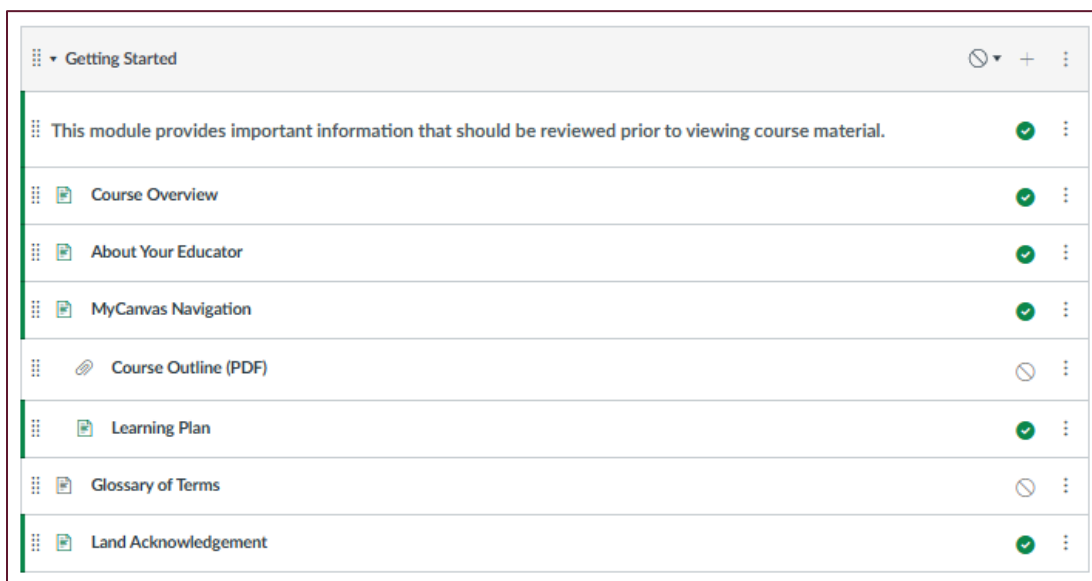 Getting Started
This module provides important information that should be reviewed prior to viewing course material.
Course Overview
About Your Educator
MyCanvas Navigation
Course Outline (PDF)
Learning Plan
Glossary of Terms
Land Acknowledgement